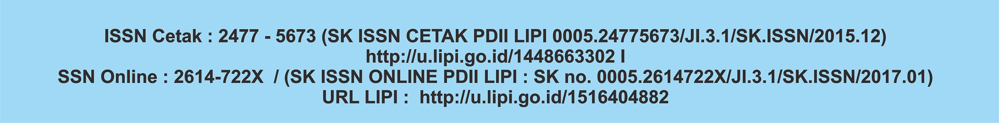 ISSN Cetak : 2477 - 5673 (SK ISSN CETAK PDII LIPI 0005.24775673/JI.3.1/SK.ISSN/2015.12)
http://u.lipi.go.id/1448663302 I
SSN Online : 2614-722X / (SK ISSN ONLINE PDII LIPI : SK no. 0005.2614722X/JI.3.1/SK.ISSN/2017.01)
URL LIPI : http://u.lipi.go.id/1516404882